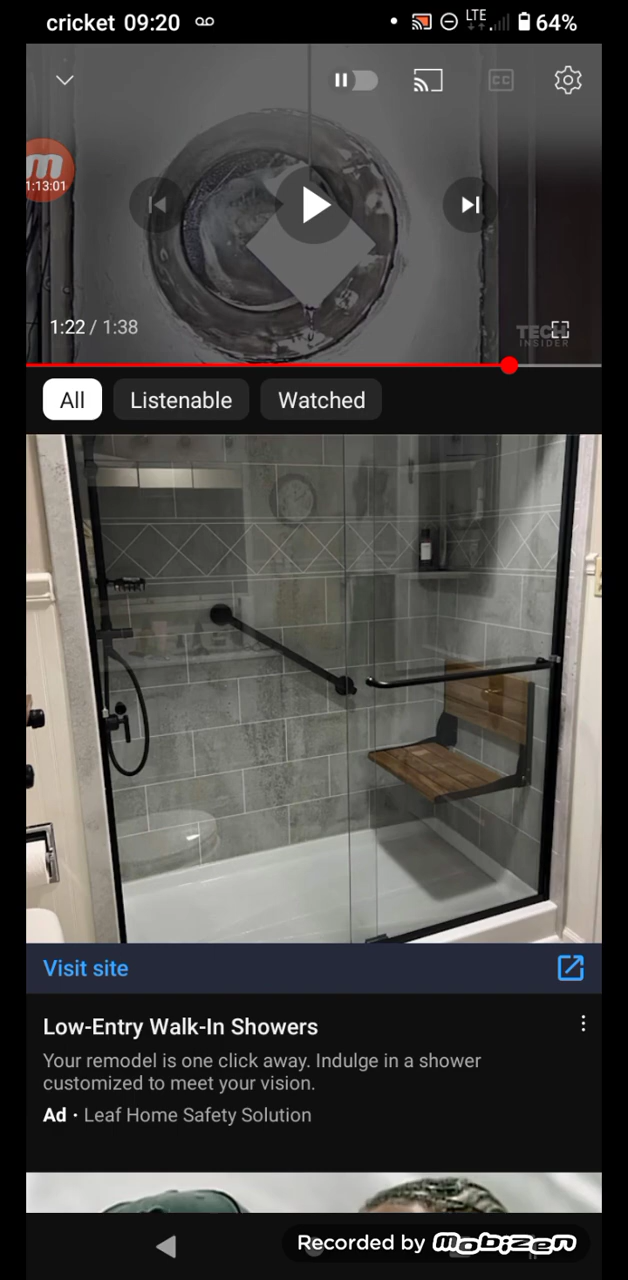 cricket 09:20
LTE
64%
CC
m
1:13:01
1:22 / 1:38
TECH
INSIDER
All
Listenable
Watched
Visit site
Low-Entry Walk-In Showers
Your remodel is one click away. Indulge in a shower
customized to meet your vision.
Ad · Leaf Home Safety Solution
Recorded by mobizen